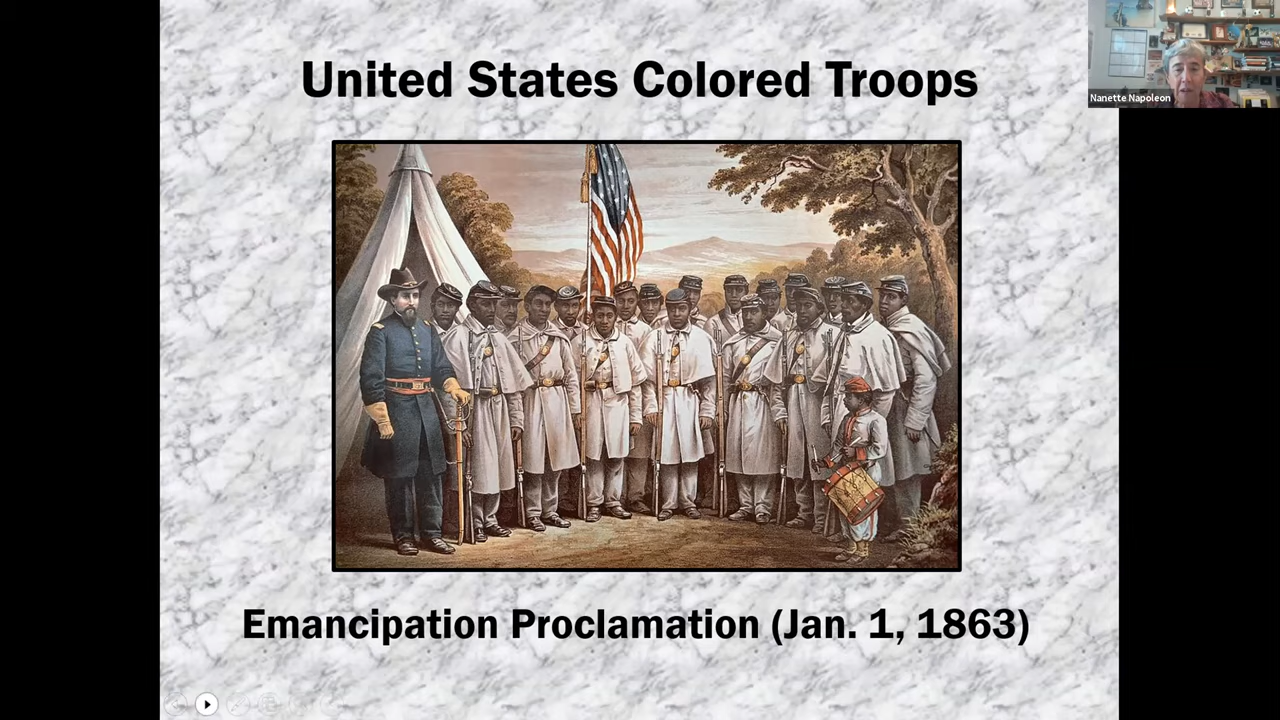 United States Colored Troops
Nanette Napoleon
Emancipation Proclamation (Jan. 1, 1863)